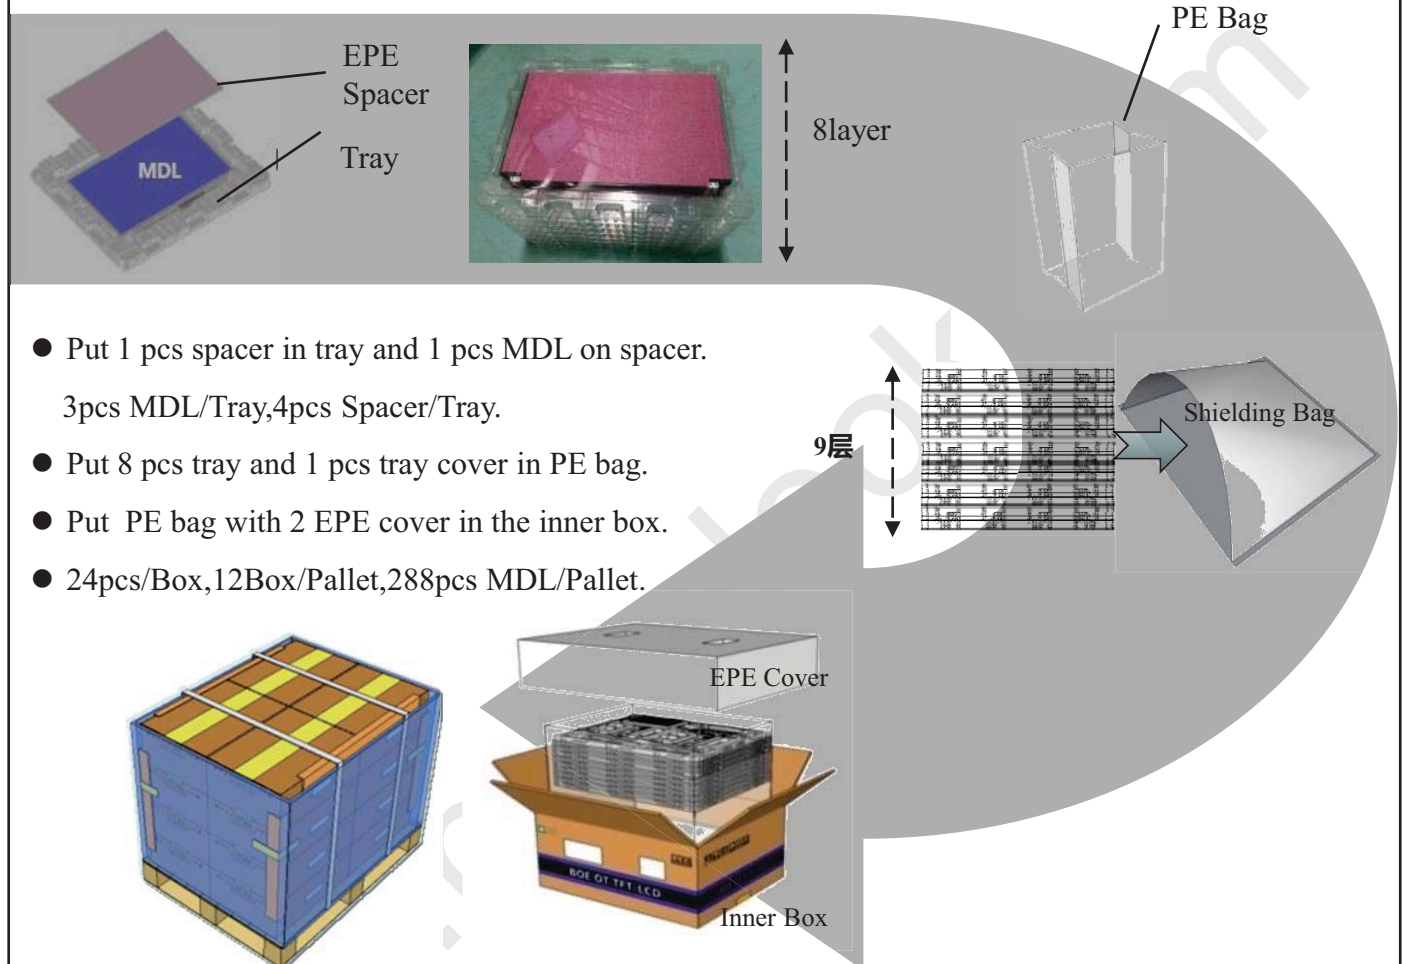 PE Bag
EPE
Spacer
Tray
MDL
8layer
● Put 1 pcs spacer in tray and 1 pcs MDL on spacer.
3pcs MDL/Tray,4pcs Spacer/Tray.
● Put 8 pcs tray and 1 pcs tray cover in PE bag.
● Put PE bag with 2 EPE cover in the inner box.
● 24pcs/Box,12Box/Pallet,288pcs MDL/Pallet.
9层
Shielding Bag
EPE Cover
BOE OT TFT-LCD
Inner Box